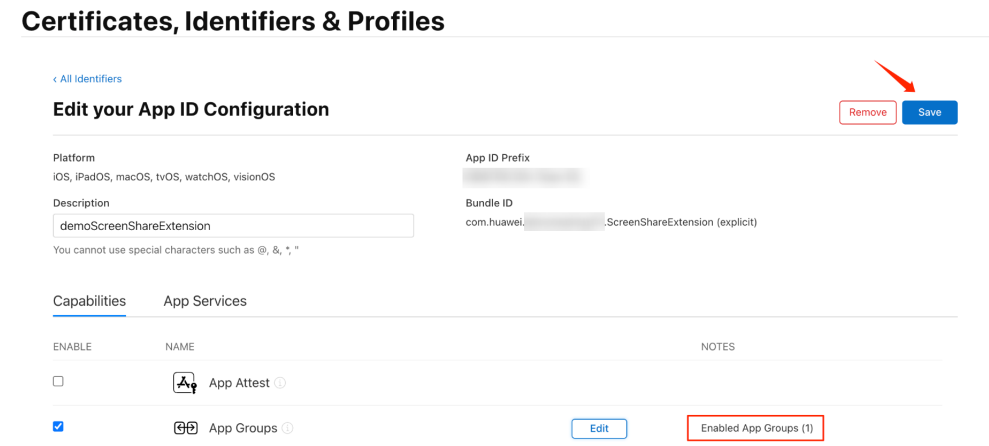 Certificates, Identifiers & Profiles
‹ All Identifiers
Edit your App ID Configuration
Remove
Save
Platform
iOS, iPadOS, macOS, tvOS, watchOS, visionOS
App ID Prefix
Description
demoScreenShareExtension
You cannot use special characters such as @, &, *, "
Bundle ID
com.huawei. .ScreenShareExtension (explicit)
Capabilities
App Services
ENABLE
NAME
NOTES
App Attest
App Groups
Edit
Enabled App Groups (1)